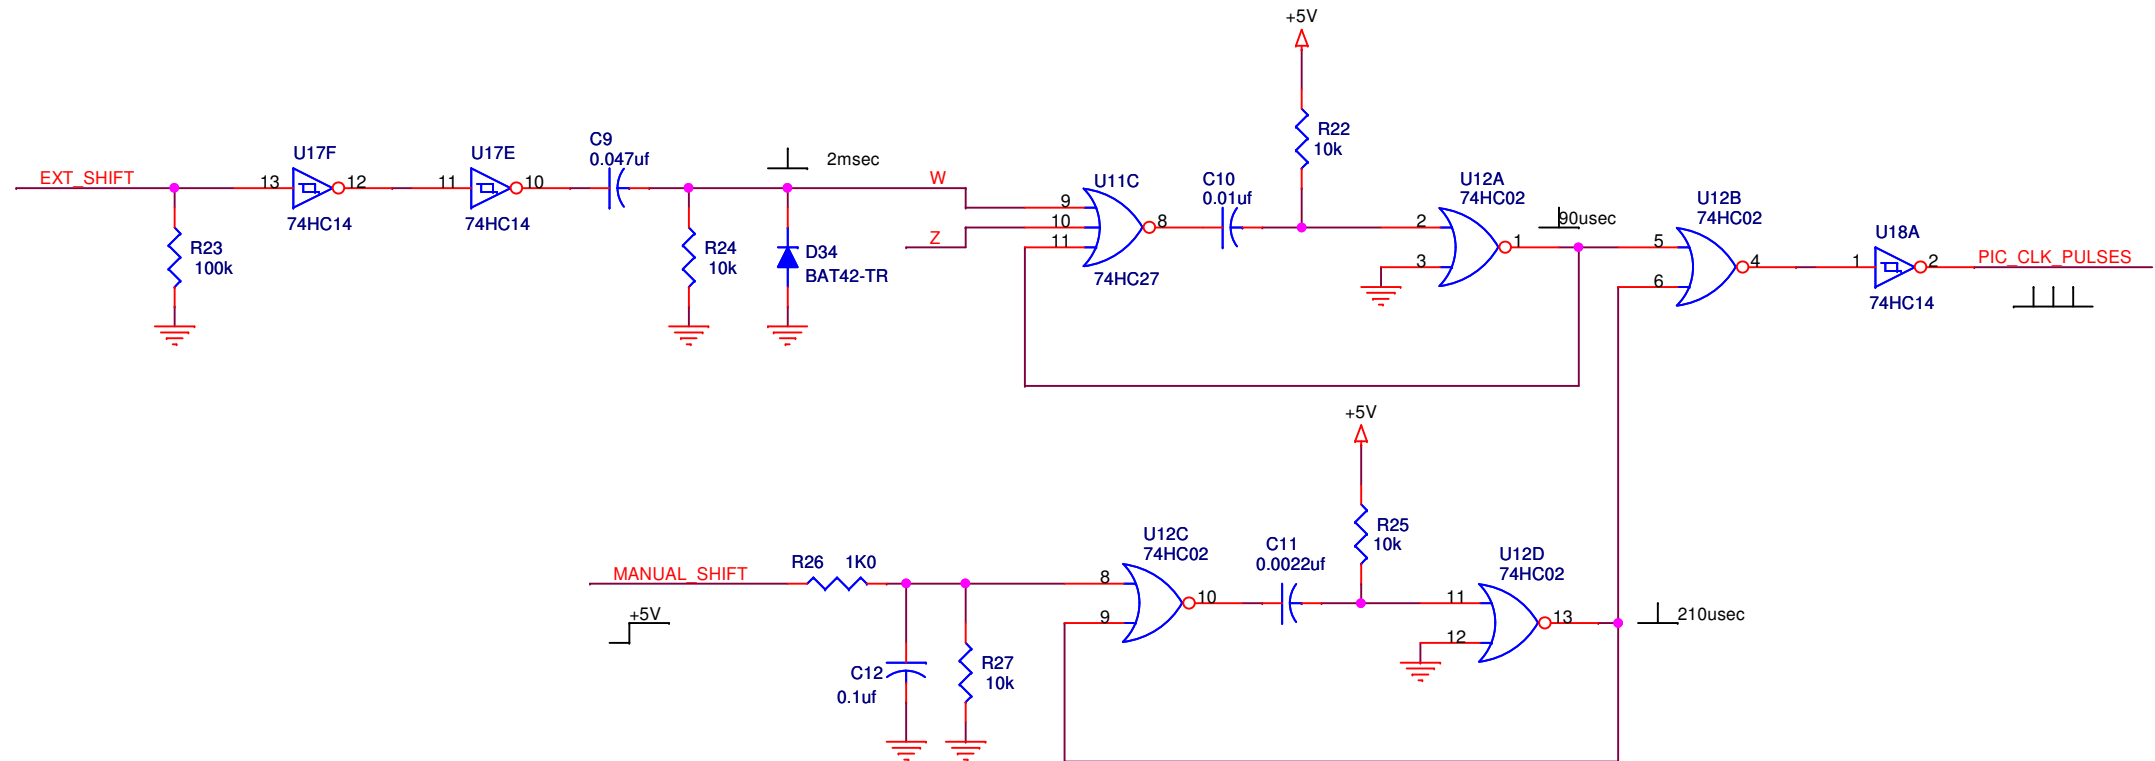 +5V
R22
10k
C9
0.047uf
U17F
U17E
2msec
EXT_SHIFT
13
12
11
10
74HC14
74HC14
R23
100k
R24
10k
D34
BAT42-TR
W
Z
U11C
9
10
11
8
74HC27
C10
0.01uf
U12A
74HC02
2
3
1
90usec
U12B
74HC02
5
6
4
U18A
1
2
74HC14
PIC_CLK_PULSES
+5V
R25
10k
MANUAL_SHIFT
+5V
R26 1K0
C12
0.1uf
R27
10k
U12C
74HC02
8
9
10
C11
0.0022uf
U12D
74HC02
11
12
13
210usec